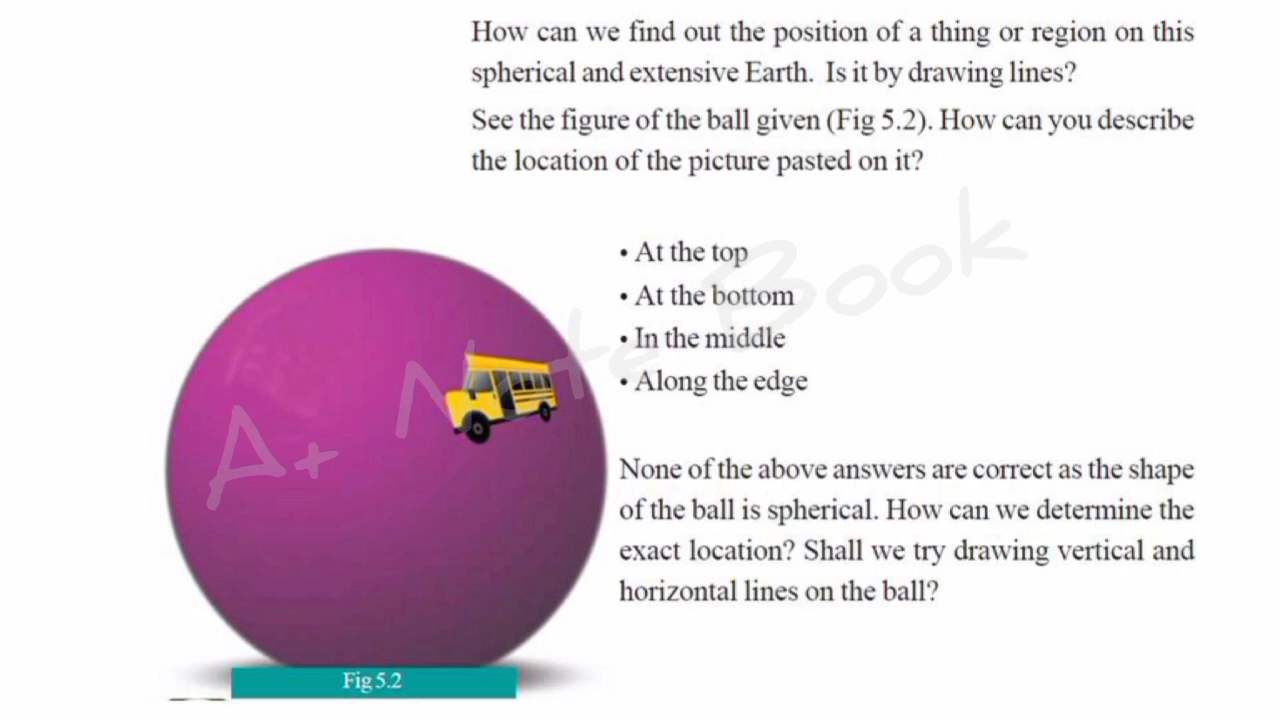 How can we find out the position of a thing or region on this
spherical and extensive Earth. Is it by drawing lines?
See the figure of the ball given (Fig 5.2). How can you describe
the location of the picture pasted on it?
• At the top
• At the bottom
• In the middle
• Along the edge
A+ Note Book
None of the above answers are correct as the shape
of the ball is spherical. How can we determine the
exact location? Shall we try drawing vertical and
horizontal lines on the ball?
Fig 5.2